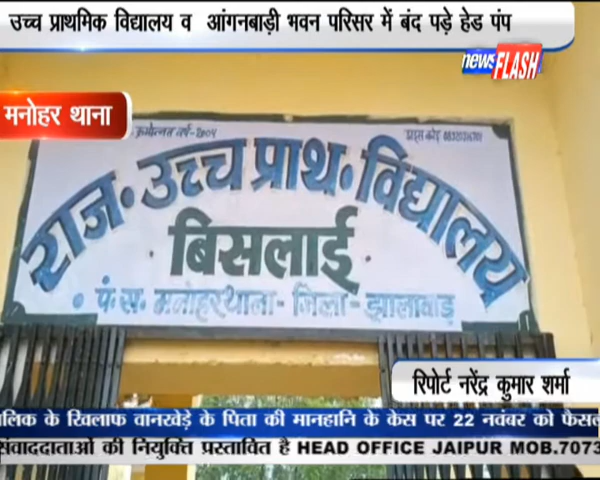 उच्च प्राथमिक विद्यालय व आंगनबाड़ी भवन परिसर में बंद पड़े हेड पंप
news FLASH
मनोहर थाना
राज॰ उच्च प्राथ॰ विद्यालय
बिसलाई
पं.स. मनोहरथाना - जिला - झालावाड़
रिपोर्ट नरेंद्र कुमार शर्मा
ालिक के खिलाफ वानखेड़े के पिता की मानहानि के केस पर 22 नवंबर को फैसल
संवाददाताओं की नियुक्ति प्रस्तावित है HEAD OFFICE JAIPUR MOB.7073